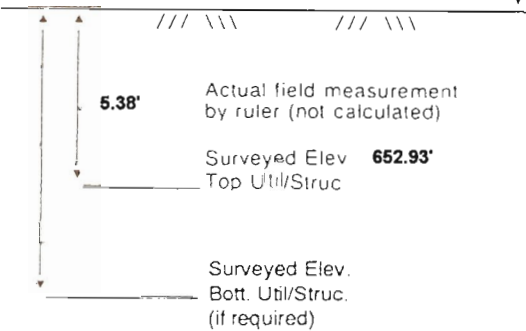 5.38'
Actual field measurement
by ruler (not calculated)
Surveyed Elev 652.93'
Top Util/Struc
Surveyed Elev.
Bott. Util/Struc.
(if required)